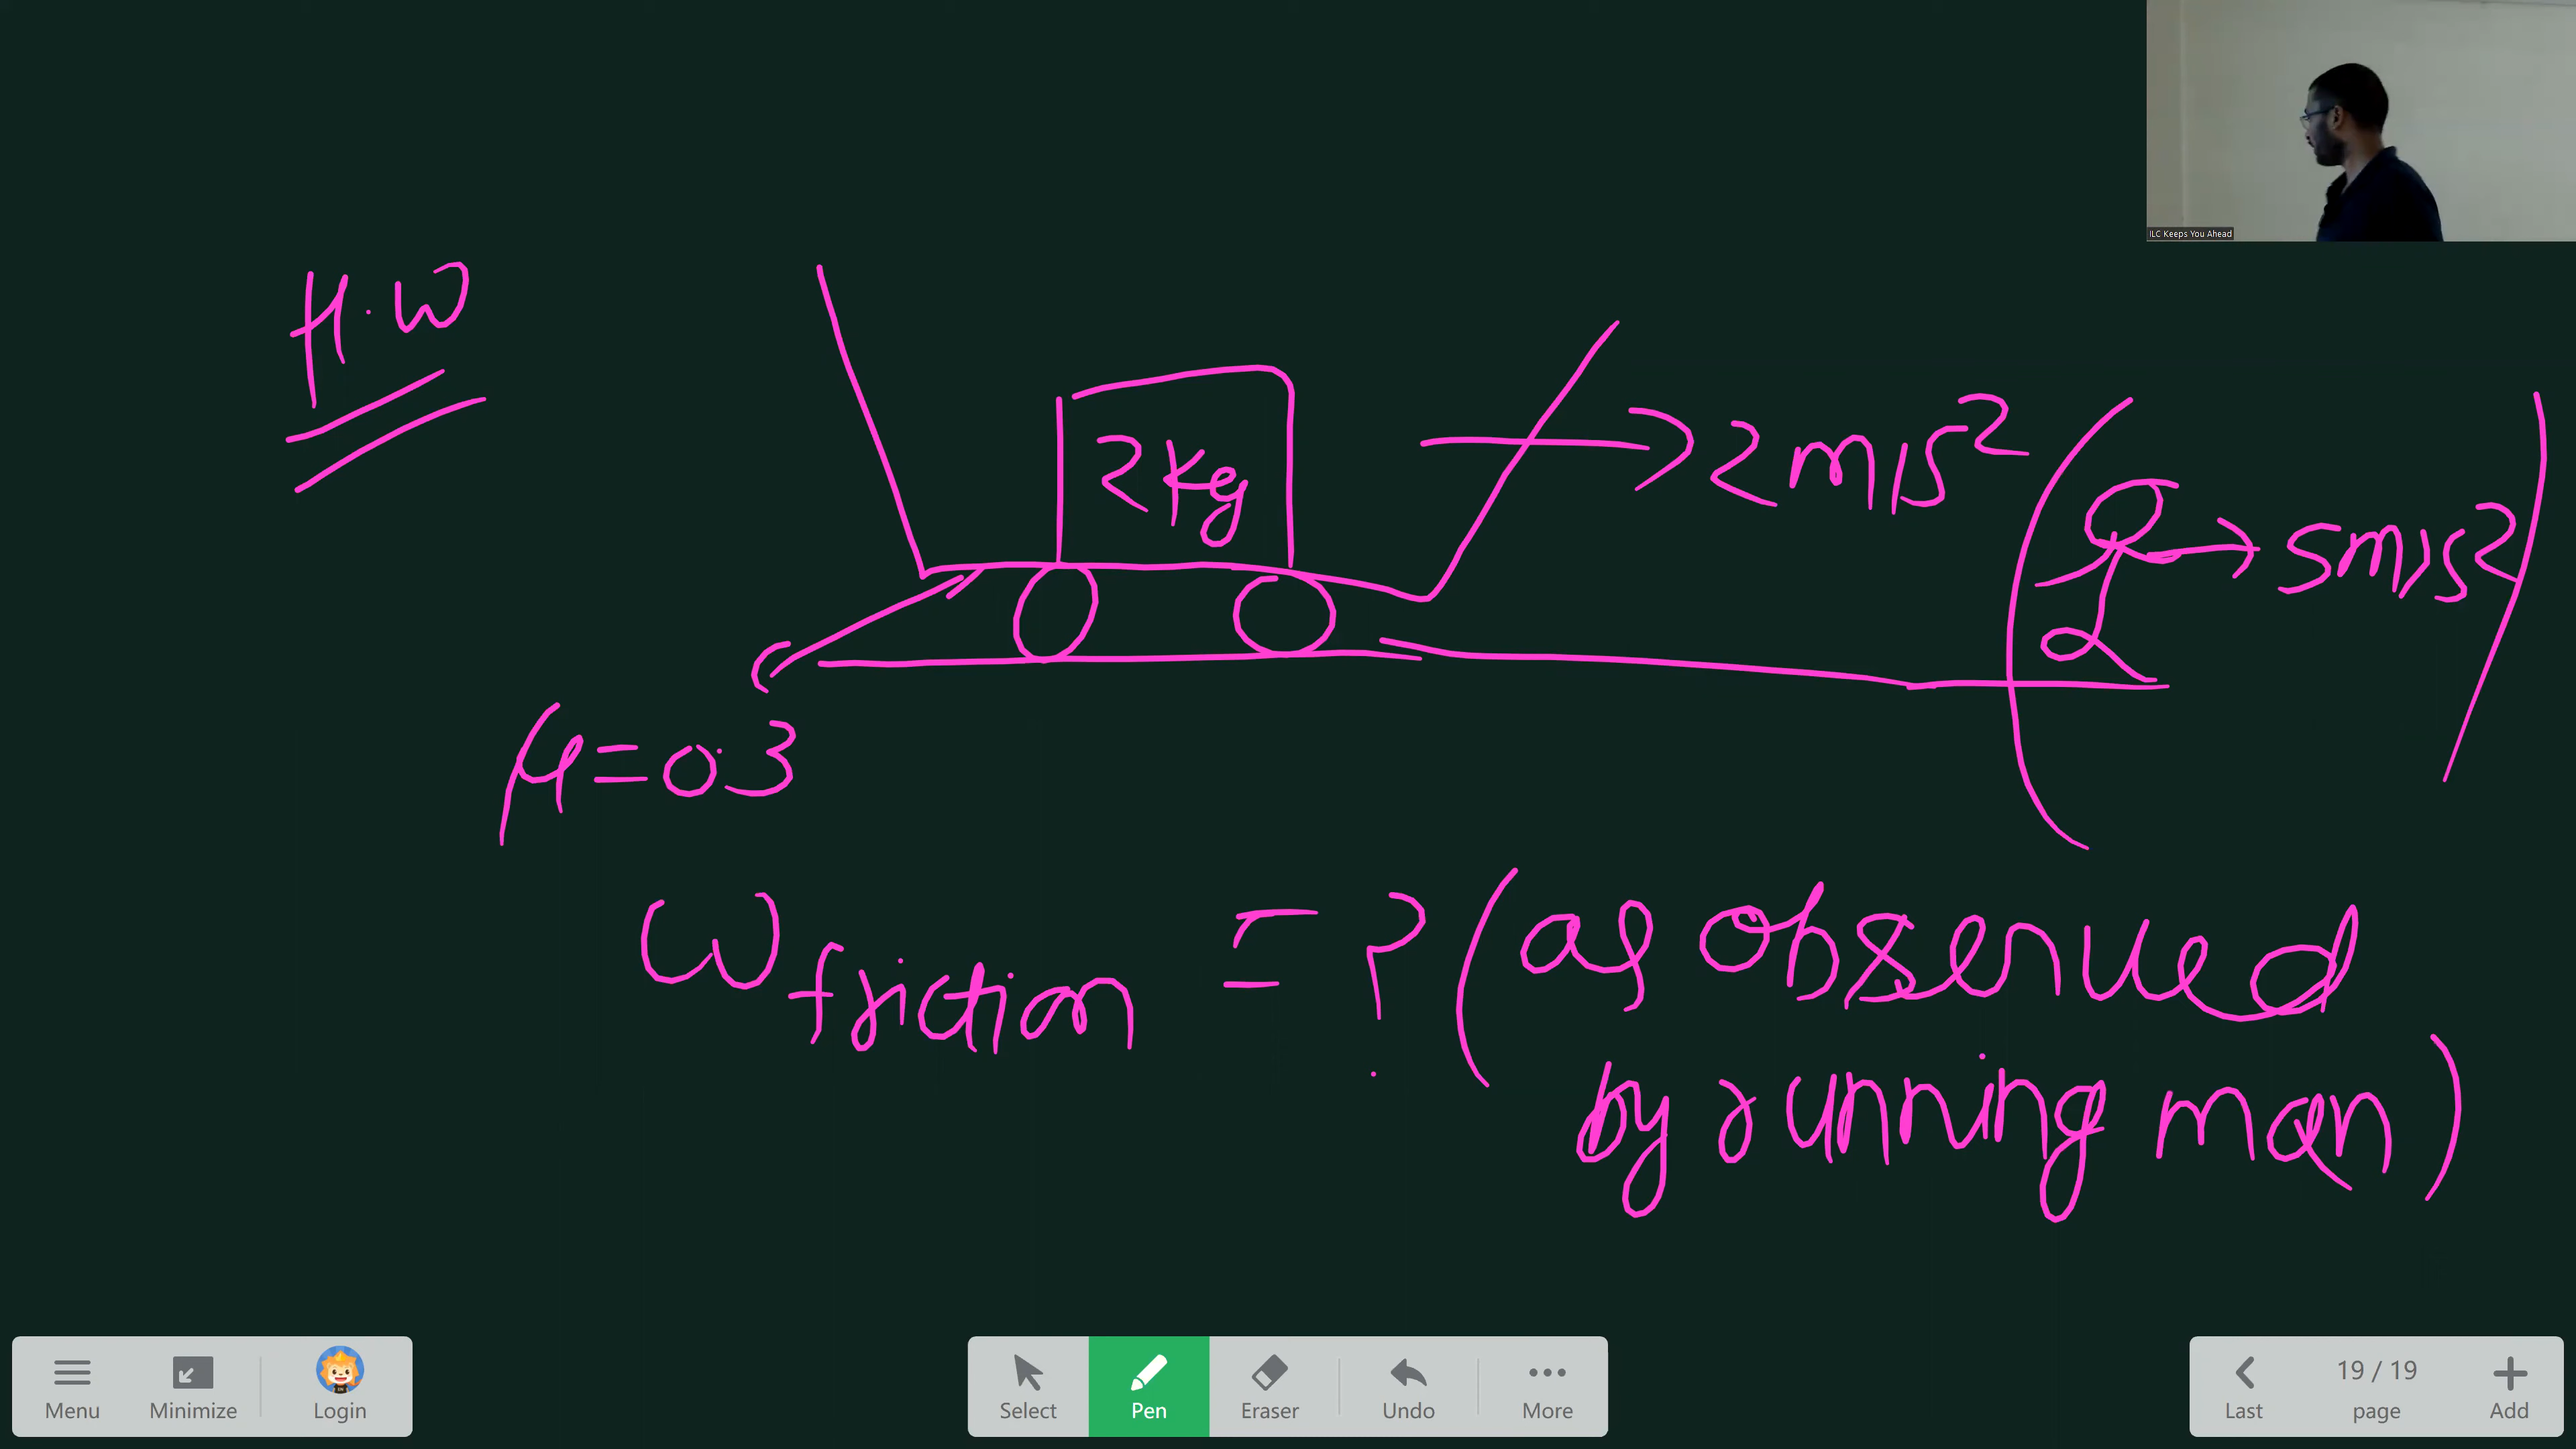 ILC Keeps You Ahead
H.W
2kg
2m/s²
5m/s²
μ=0.3
W friction = ? (as observed
by running man)
Menu
Minimize
Login
Select
Pen
Eraser
Undo
More
Last
19 / 19
page
Add